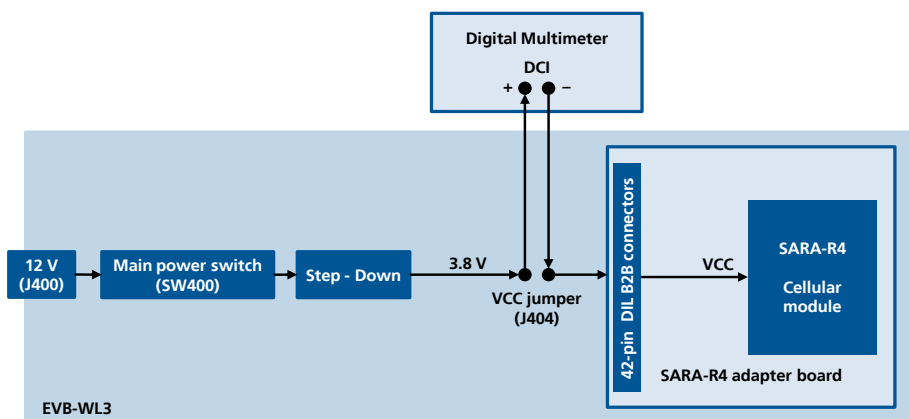 Digital Multimeter
DCI
+ −
12 V
(J400)
Main power switch
(SW400)
Step - Down
3.8 V
VCC jumper
(J404)
42-pin DIL B2B connectors
VCC
SARA-R4
Cellular
module
SARA-R4 adapter board
EVB-WL3